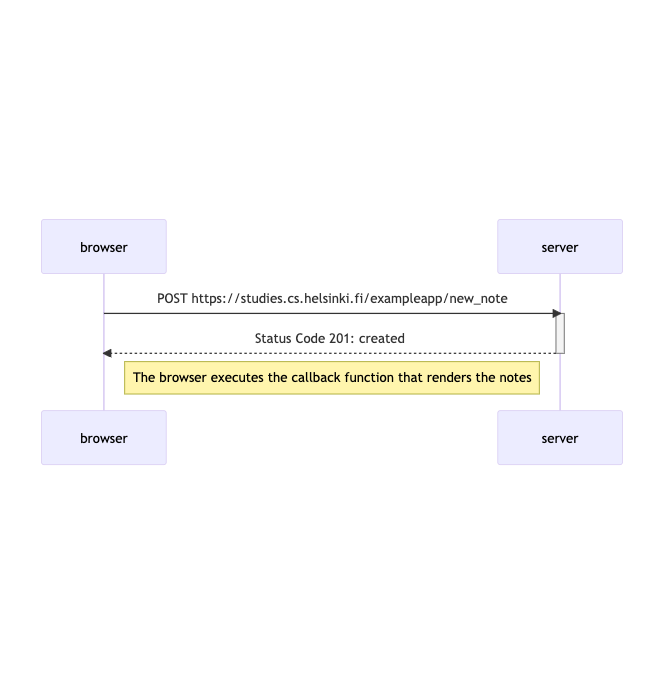 browser server
POST https://studies.cs.helsinki.fi/exampleapp/new_note
Status Code 201: created
The browser executes the callback function that renders the notes
browser server